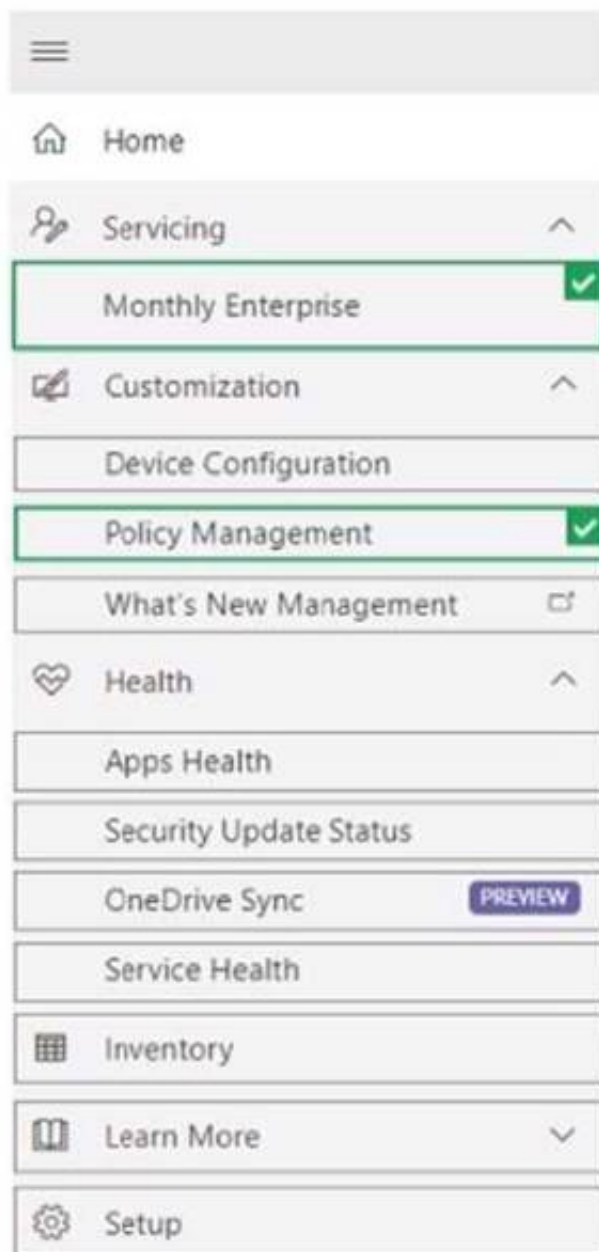 Home
Servicing
Monthly Enterprise
Customization
Device Configuration
Policy Management
What's New Management
Health
Apps Health
Security Update Status
OneDrive Sync PREVIEW
Service Health
Inventory
Learn More
Setup